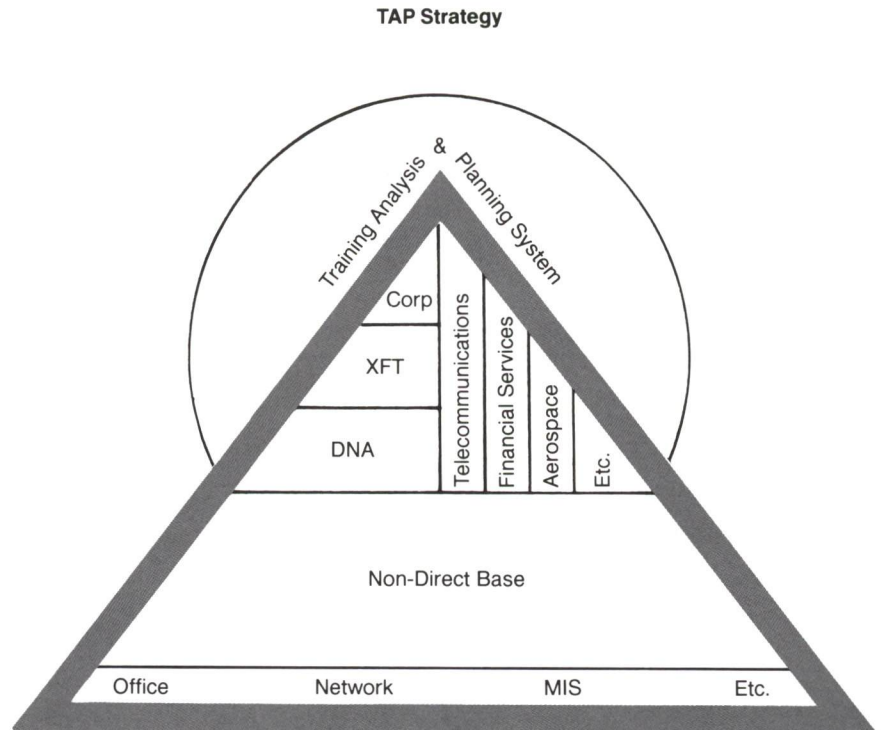 TAP Strategy
Training Analysis & Planning System
Corp
XFT
DNA
Telecommunications
Financial Services
Aerospace
Etc.
Non-Direct Base
Office Network MIS Etc.